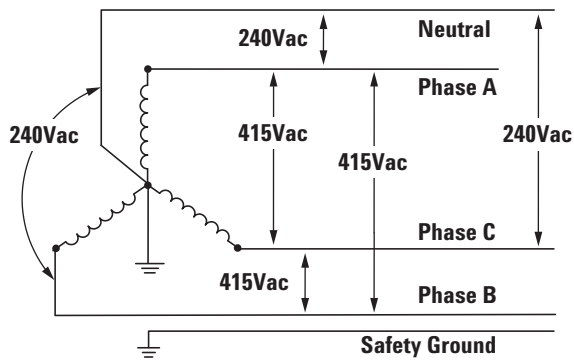 Neutral
240Vac
Phase A
240Vac
415Vac
415Vac
240Vac
Phase C
415Vac
Phase B
Safety Ground